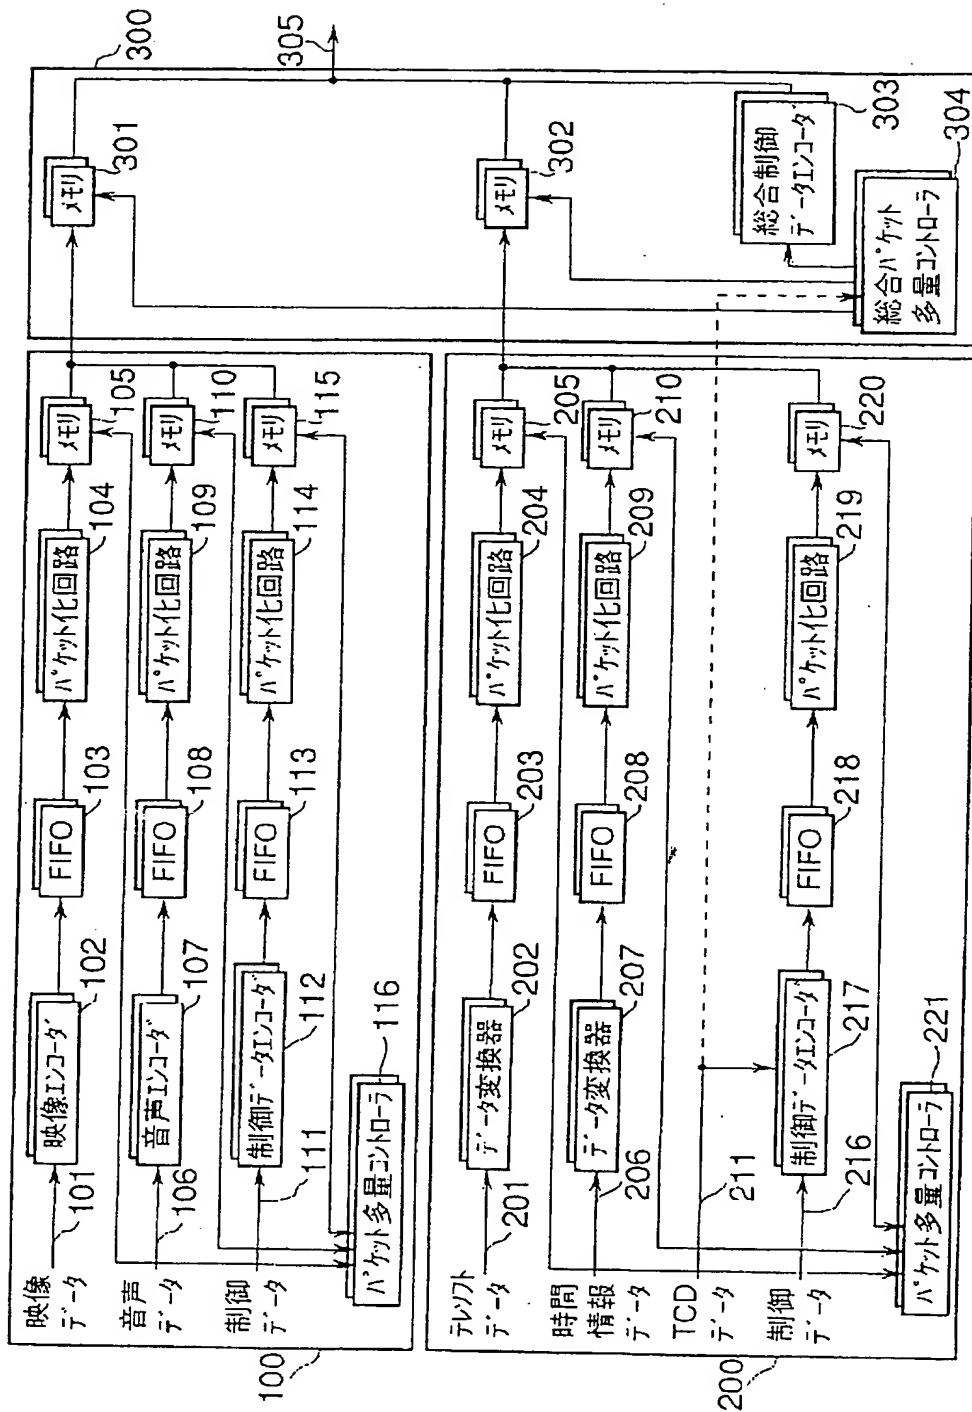 100
映像
データ
101
映像エンコーダ
102
FIFO
103
パケット化回路
104
メモリ
105
音声
データ
106
音声エンコーダ
107
FIFO
108
パケット化回路
109
メモリ
110
制御
データ
111
制御データエンコーダ
112
FIFO
113
パケット化回路
114
メモリ
115
パケット多量コントローラ
116
200
テレソフト
データ
201
データ変換器
202
FIFO
203
パケット化回路
204
メモリ
205
時間
情報
データ
206
データ変換器
207
FIFO
208
パケット化回路
209
メモリ
210
TCD
データ
211
制御
データ
216
制御データエンコーダ
217
FIFO
218
パケット化回路
219
メモリ
220
パケット多量コントローラ
221
300
メモリ
301
305
メモリ
302
総合制御
データエンコーダ
303
総合パケット
多量コントローラ
304